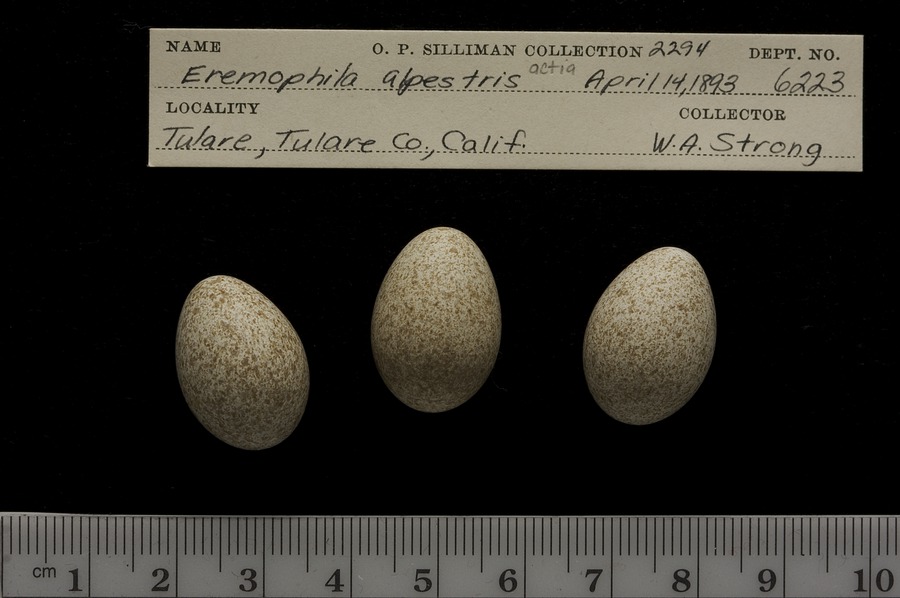 NAME O. P. SILLIMAN COLLECTION 2294 DEPT. NO.
Eremophila alpestris actia April 14, 1893 6223
LOCALITY COLLECTOR
Tulare, Tulare Co., Calif. W.A. Strong
cm 1 2 3 4 5 6 7 8 9 10